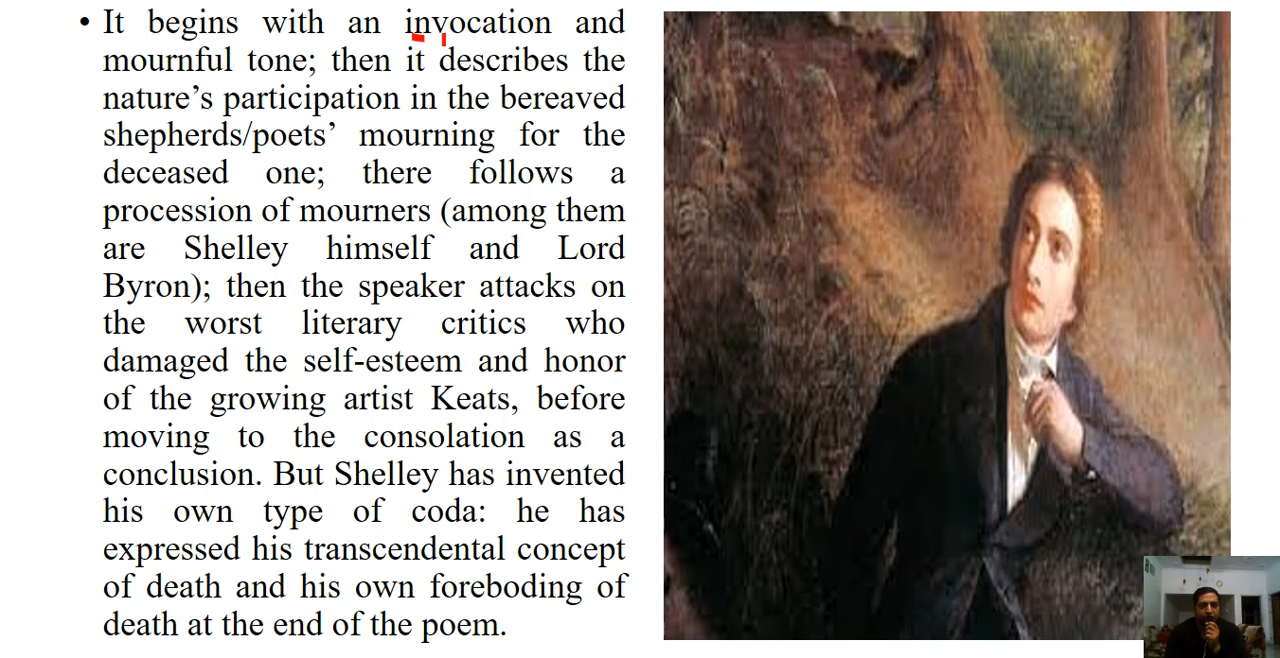 • It begins with an invocation and
mournful tone; then it describes the
nature’s participation in the bereaved
shepherds/poets’ mourning for the
deceased one; there follows a
procession of mourners (among them
are Shelley himself and Lord
Byron); then the speaker attacks on
the worst literary critics who
damaged the self-esteem and honor
of the growing artist Keats, before
moving to the consolation as a
conclusion. But Shelley has invented
his own type of coda: he has
expressed his transcendental concept
of death and his own foreboding of
death at the end of the poem.